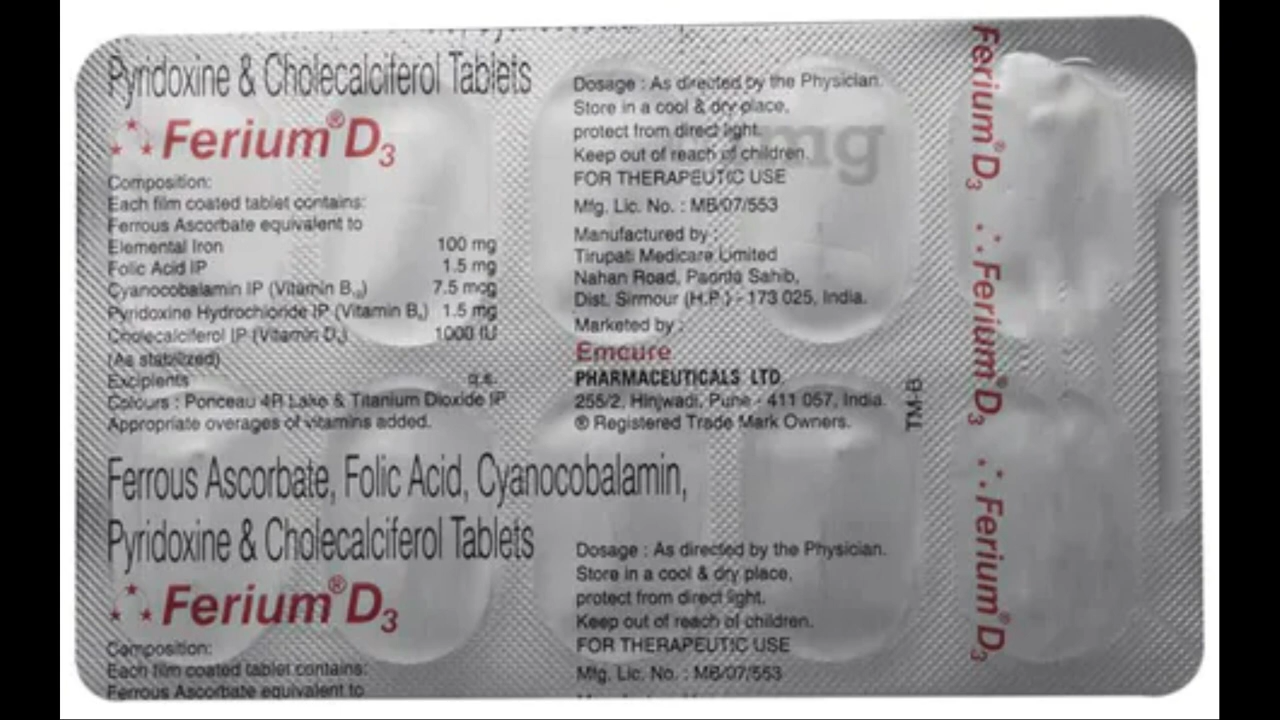 Pyridoxine & Cholecalciferol Tablets
Ferium® D3
Composition:
Each film coated tablet contains:
Ferrous Ascorbate equivalent to
Elemental Iron 100 mg
Folic Acid IP 1.5 mg
Cyanocobalamin IP (Vitamin B12) 7.5 mcg
Pyridoxine Hydrochloride IP (Vitamin B6) 1.5 mg
Cholecalciferol IP (Vitamin D3) 1000 IU
(As stabilized)
Excipients q.s.
Colours : Ponceau 4R Lake & Titanium Dioxide IP
Appropriate overages of vitamins added.
Dosage : As directed by the Physician.
Store in a cool & dry place,
protect from direct light.
Keep out of reach of children.
FOR THERAPEUTIC USE
Mfg. Lic. No. : MB/07/553
Manufactured by :
Tirupati Medicare Limited
Nahan Road, Paonta Sahib,
Dist. Sirmour (H.P.) - 173 025, India.
Marketed by :
Emcure
PHARMACEUTICALS LTD.
255/2, Hinjwadi, Pune - 411 057, India.
® Registered Trade Mark Owners.
mg
TM-B
Ferrous Ascorbate, Folic Acid, Cyanocobalamin,
Pyridoxine & Cholecalciferol Tablets
Ferium® D3
Composition:
Each film coated tablet contains:
Ferrous Ascorbate equivalent to
Dosage : As directed by the Physician.
Store in a cool & dry place,
protect from direct light.
Keep out of reach of children.
FOR THERAPEUTIC USE
Mfg. Lic. No. : MB/07/553
Ferium® D3
Ferium® D3
Ferium® D3